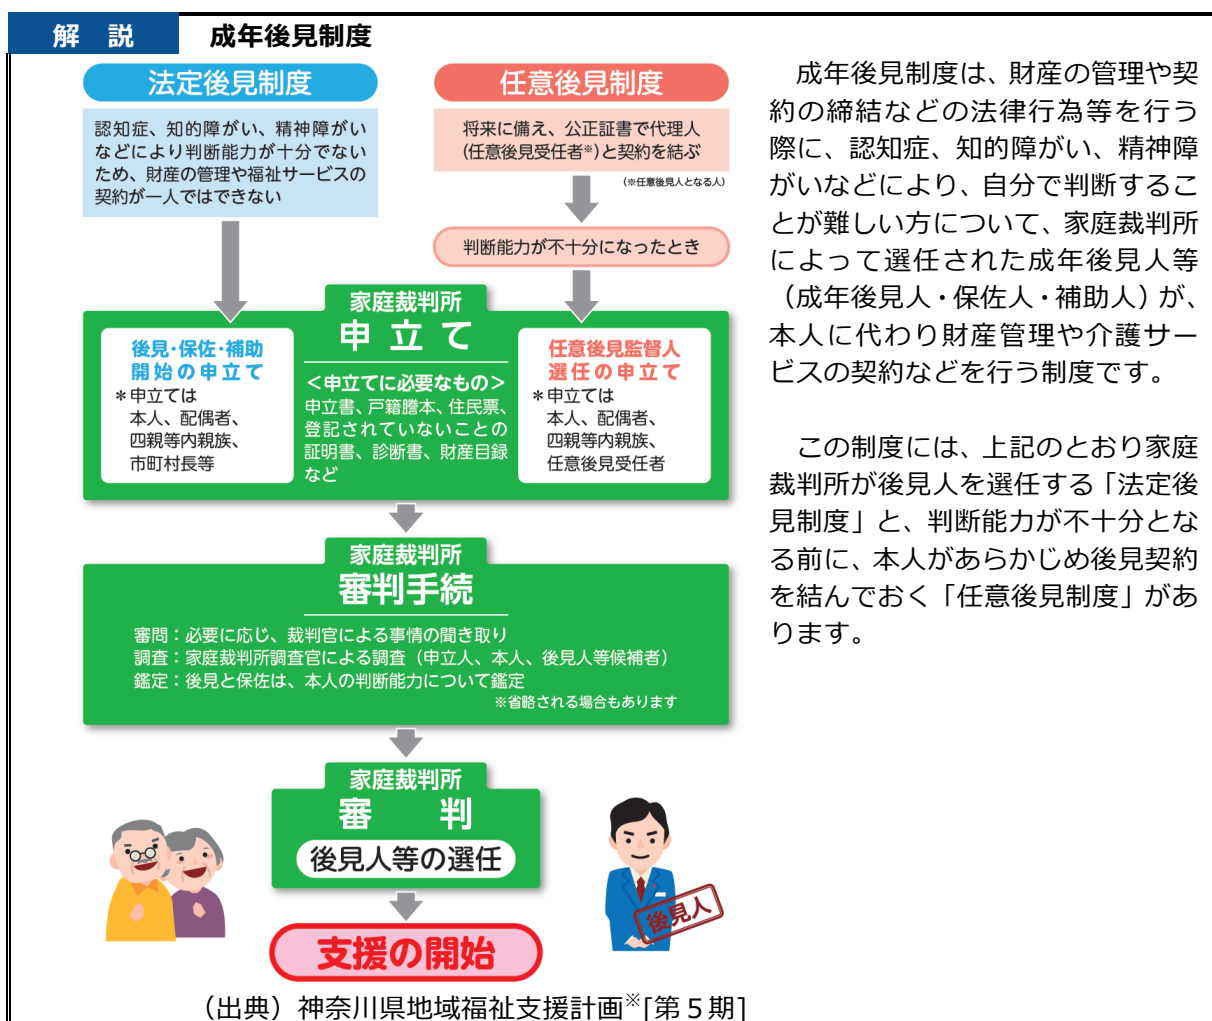 解 説 成年後見制度
法定後見制度
認知症、知的障がい、精神障がい
などにより判断能力が十分でない
ため、財産の管理や福祉サービスの
契約が一人ではできない
任意後見制度
将来に備え、公正証書で代理人
(任意後見受任者※)と契約を結ぶ
(※任意後見人となる人)
判断能力が不十分になったとき
家庭裁判所
申立て
後見・保佐・補助
開始の申立て
＊申立ては
本人、配偶者、
四親等内親族、
市町村長等
＜申立てに必要なもの＞
申立書、戸籍謄本、住民票、
登記されていないことの
証明書、診断書、財産目録
など
任意後見監督人
選任の申立て
＊申立ては
本人、配偶者、
四親等内親族、
任意後見受任者
家庭裁判所
審判手続
審問：必要に応じ、裁判官による事情の聞き取り
調査：家庭裁判所調査官による調査（申立人、本人、後見人等候補者）
鑑定：後見と保佐は、本人の判断能力について鑑定
※省略される場合もあります
家庭裁判所
審 判
後見人等の選任
後見人
支援の開始
（出典）神奈川県地域福祉支援計画※[第５期]
成年後見制度は、財産の管理や契
約の締結などの法律行為等を行う
際に、認知症、知的障がい、精神障
がいなどにより、自分で判断するこ
とが難しい方について、家庭裁判所
によって選任された成年後見人等
（成年後見人・保佐人・補助人）が、
本人に代わり財産管理や介護サー
ビスの契約などを行う制度です。
この制度には、上記のとおり家庭
裁判所が後見人を選任する「法定後
見制度」と、判断能力が不十分とな
る前に、本人があらかじめ後見契約
を結んでおく「任意後見制度」があ
ります。